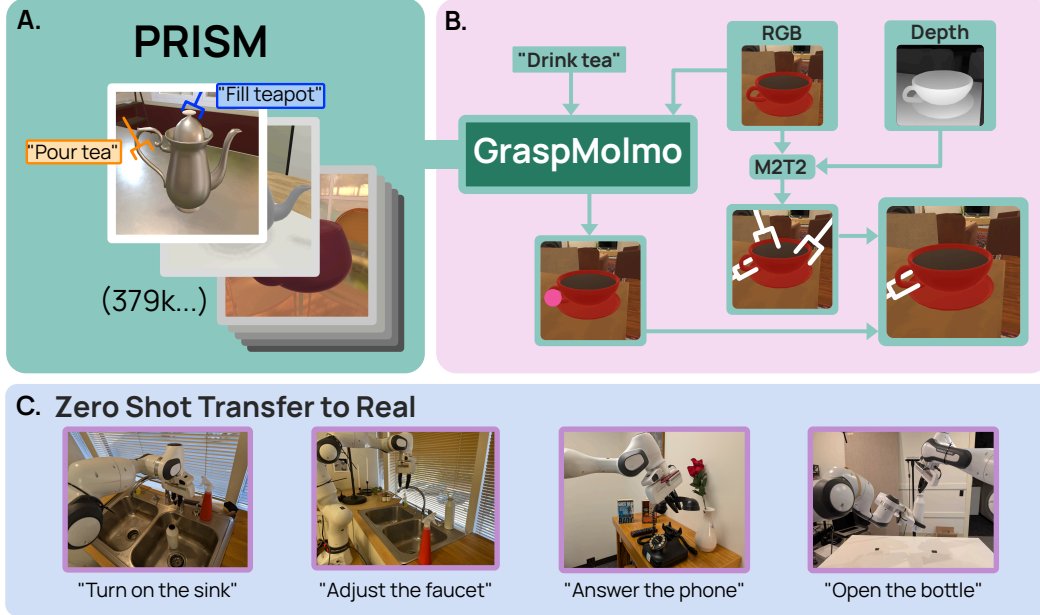 A.
PRISM
"Fill teapot"
"Pour tea"
(379k...)
B.
"Drink tea"
RGB
Depth
GraspMolmo
M2T2
C. Zero Shot Transfer to Real
"Turn on the sink"
"Adjust the faucet"
"Answer the phone"
"Open the bottle"